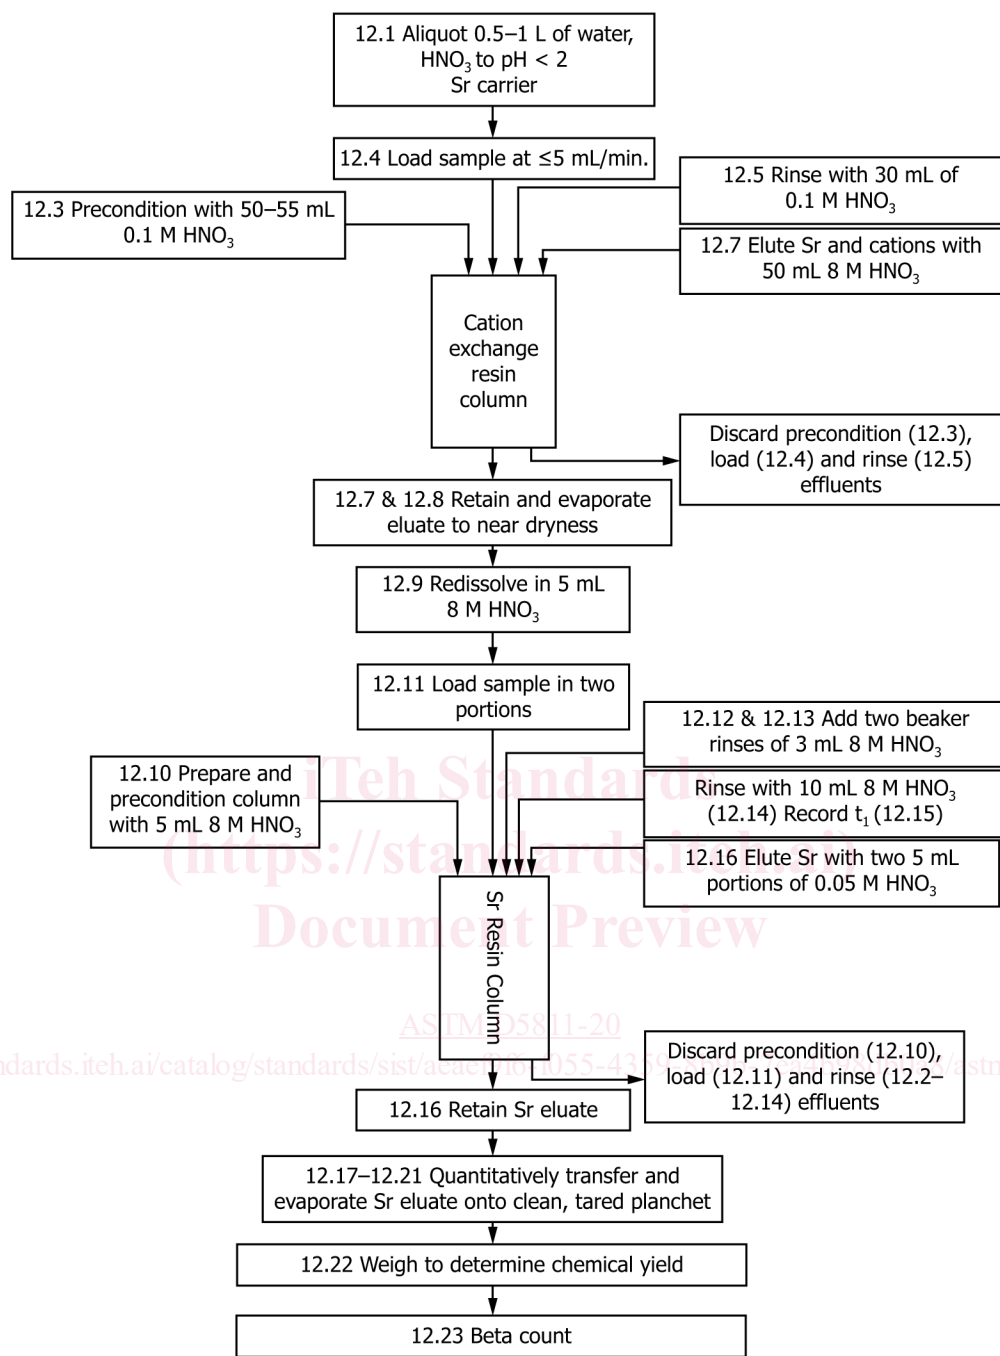 12.1 Aliquot 0.5–1 L of water,
HNO₃ to pH < 2
Sr carrier
12.4 Load sample at ≤5 mL/min.
12.5 Rinse with 30 mL of
0.1 M HNO₃
12.3 Precondition with 50–55 mL
0.1 M HNO₃
12.7 Elute Sr and cations with
50 mL 8 M HNO₃
Cation
exchange
resin
column
Discard precondition (12.3),
load (12.4) and rinse (12.5)
effluents
12.7 & 12.8 Retain and evaporate
eluate to near dryness
12.9 Redissolve in 5 mL
8 M HNO₃
12.11 Load sample in two
portions
12.12 & 12.13 Add two beaker
rinses of 3 mL 8 M HNO₃
12.10 Prepare and
precondition column
with 5 mL 8 M HNO₃
Rinse with 10 mL 8 M HNO₃
(12.14) Record t₁ (12.15)
12.16 Elute Sr with two 5 mL
portions of 0.05 M HNO₃
iTeh Standards
(https://standards.iteh.ai)
Document Preview
Sr Resin Column
ASTM D5811-20
ndards.iteh.ai/catalog/standards/sist/
Discard precondition (12.10),
load (12.11) and rinse (12.2–
12.14) effluents
12.16 Retain Sr eluate
12.17–12.21 Quantitatively transfer and
evaporate Sr eluate onto clean, tared planchet
12.22 Weigh to determine chemical yield
12.23 Beta count